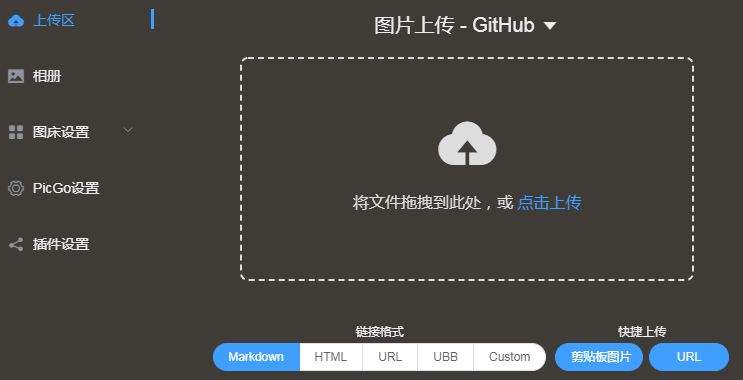 上传区
相册
图床设置
PicGo设置
插件设置
图片上传 - GitHub
将文件拖拽到此处，或 点击上传
链接格式
Markdown HTML URL UBB Custom
快捷上传
剪贴板图片 URL